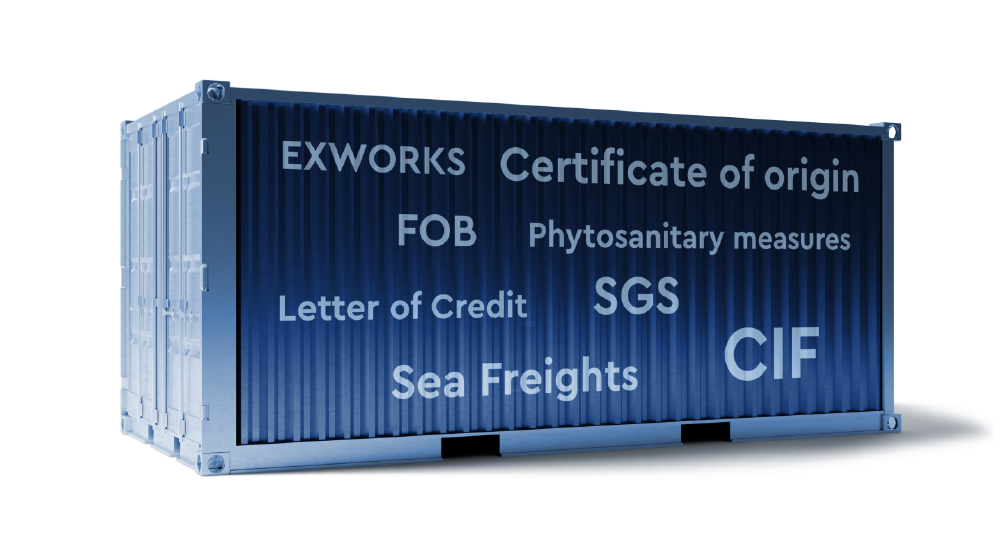 EXWORKS
Certificate of origin
FOB
Phytosanitary measures
Letter of Credit
SGS
CIF
Sea Freights